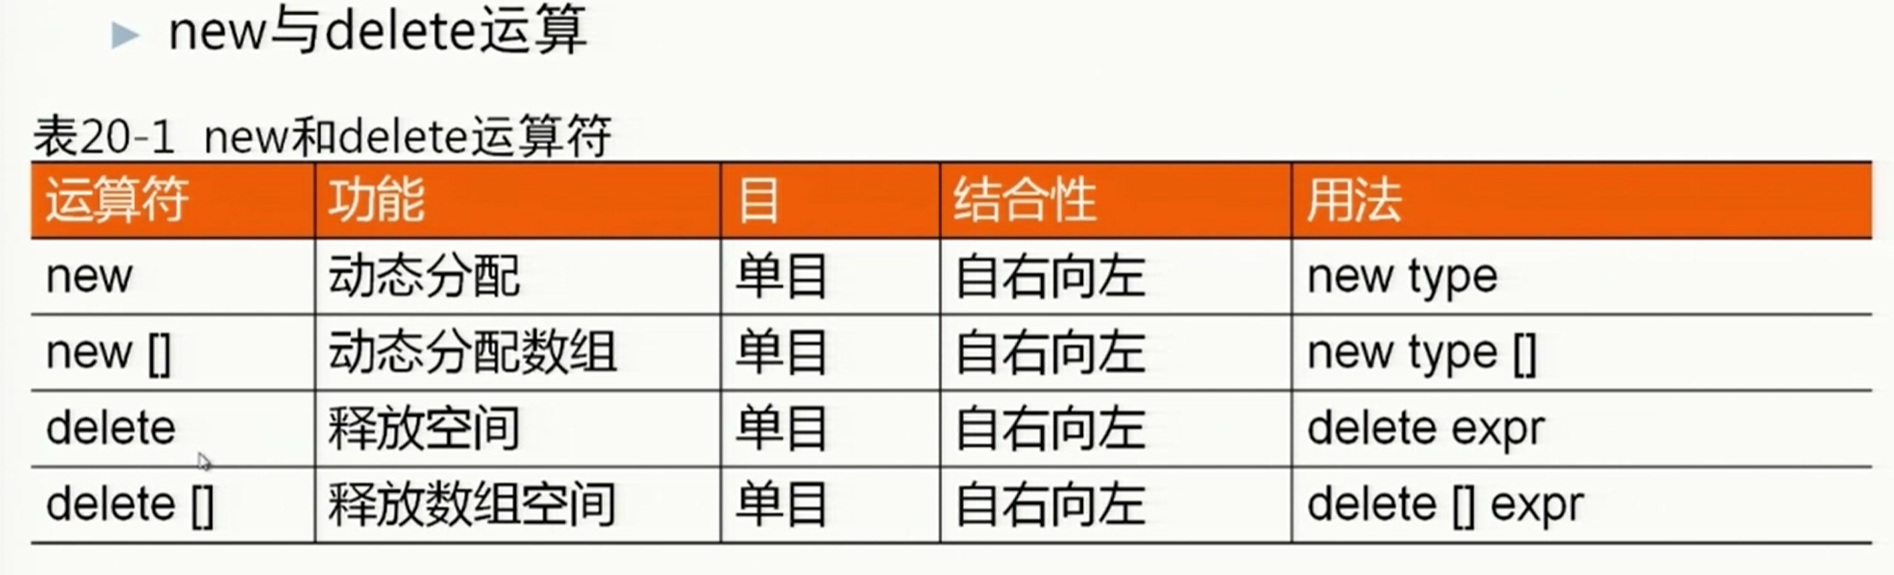 new与delete运算
表20-1 new和delete运算符
运算符 功能 目 结合性 用法
new 动态分配 单目 自右向左 new type
new [] 动态分配数组 单目 自右向左 new type []
delete 释放空间 单目 自右向左 delete expr
delete [] 释放数组空间 单目 自右向左 delete [] expr